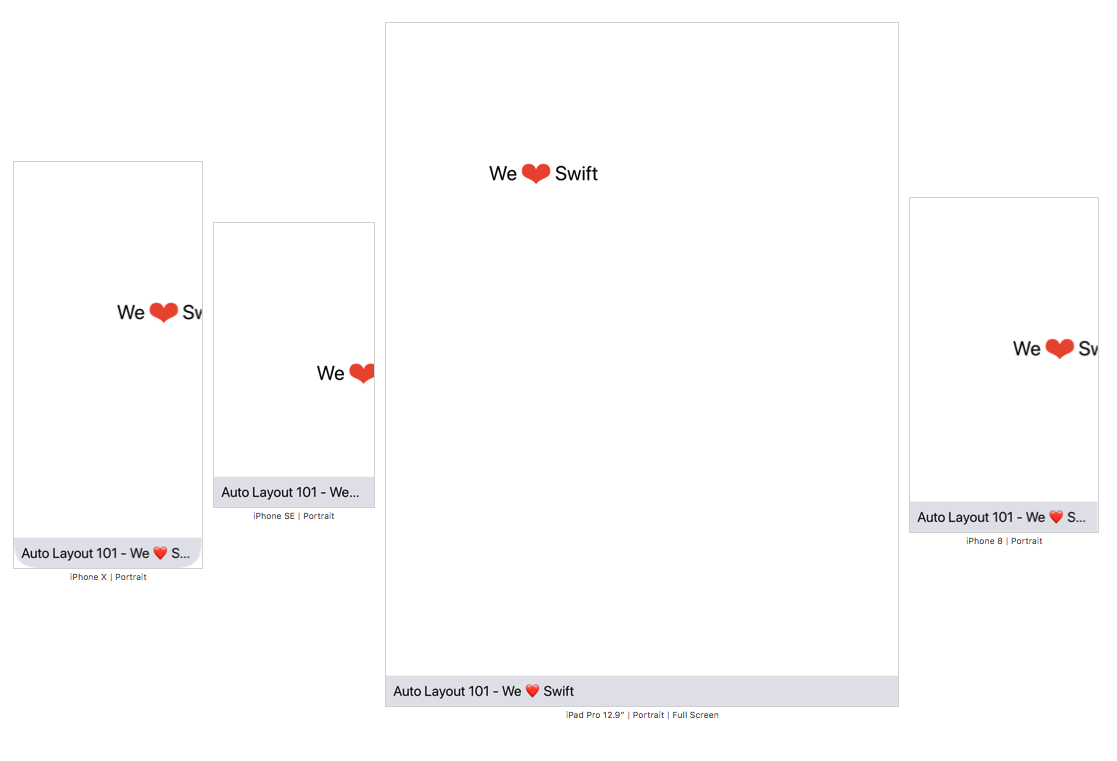 We ❤️ Sw
Auto Layout 101 - We ❤️ S...
iPhone X | Portrait
We ❤️
Auto Layout 101 - We...
iPhone SE | Portrait
We ❤️ Swift
Auto Layout 101 - We ❤️ Swift
iPad Pro 12.9" | Portrait | Full Screen
We ❤️ Sw
Auto Layout 101 - We ❤️ S...
iPhone 8 | Portrait